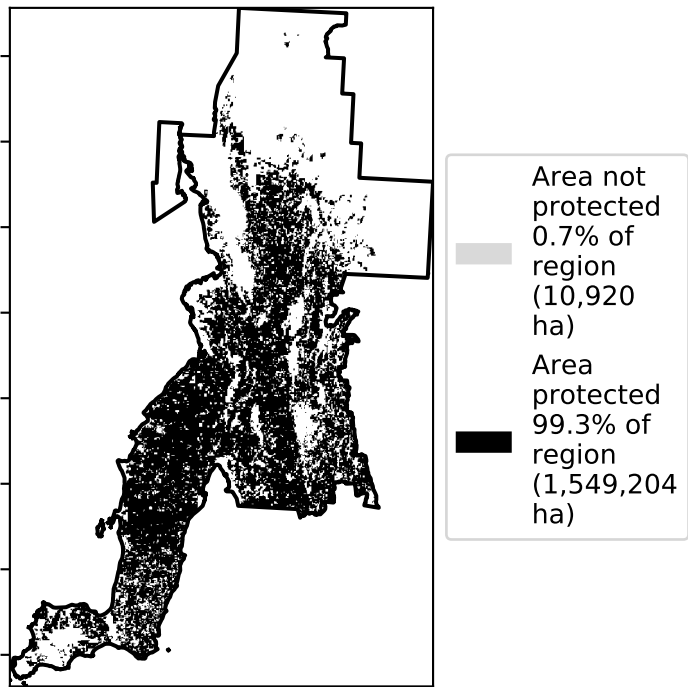 Area not
protected
0.7% of
region
(10,920
ha)
Area
protected
99.3% of
region
(1,549,204
ha)